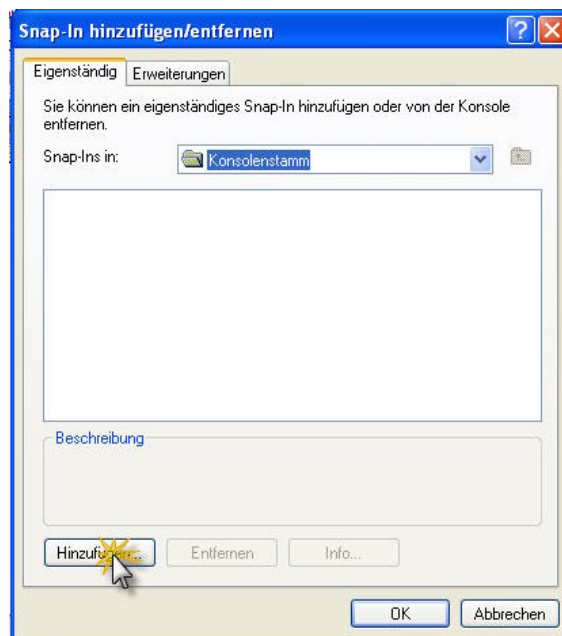 Snap-In hinzufügen/entfernen
Eigenständig
Erweiterungen
Sie können ein eigenständiges Snap-In hinzufügen oder von der Konsole
entfernen.
Snap-Ins in:
Konsolenstamm
Beschreibung
Hinzufügen...
Entfernen
Info...
OK
Abbrechen